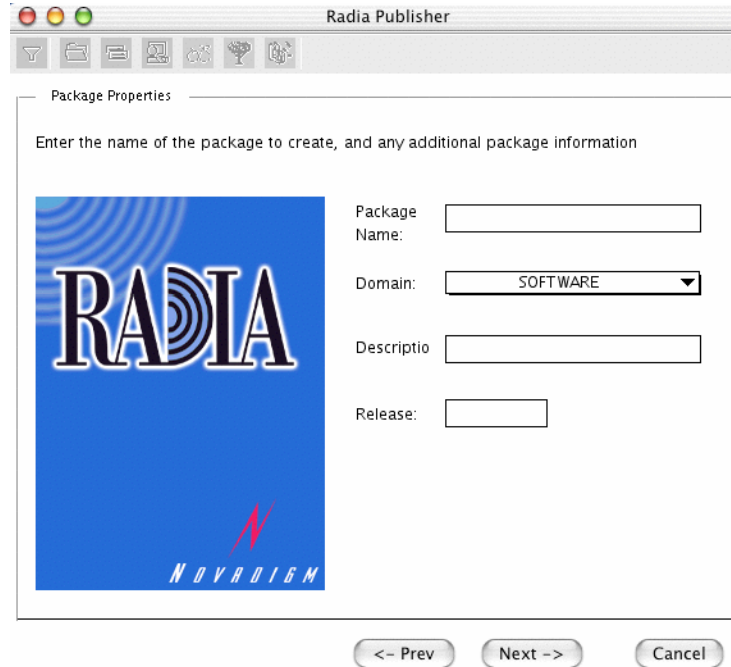 Radia Publisher
Package Properties
Enter the name of the package to create, and any additional package information
Package
Name:
Domain:
SOFTWARE
Descriptio
Release:
RADIA
NOVADIGM
<- Prev
Next ->
Cancel